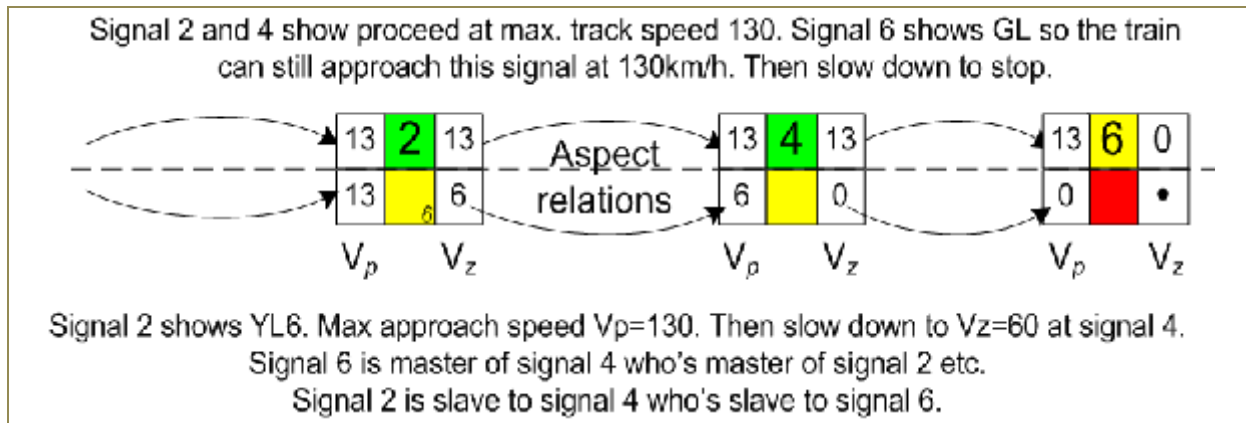 Signal 2 and 4 show proceed at max. track speed 130. Signal 6 shows GL so the train
can still approach this signal at 130km/h. Then slow down to stop.
13 2 13 Aspect 13 4 13 13 6 0
13 6 6 relations 6 0 0 •
Vp Vz Vp Vz Vp Vz
Signal 2 shows YL6. Max approach speed Vp=130. Then slow down to Vz=60 at signal 4.
Signal 6 is master of signal 4 who's master of signal 2 etc.
Signal 2 is slave to signal 4 who's slave to signal 6.